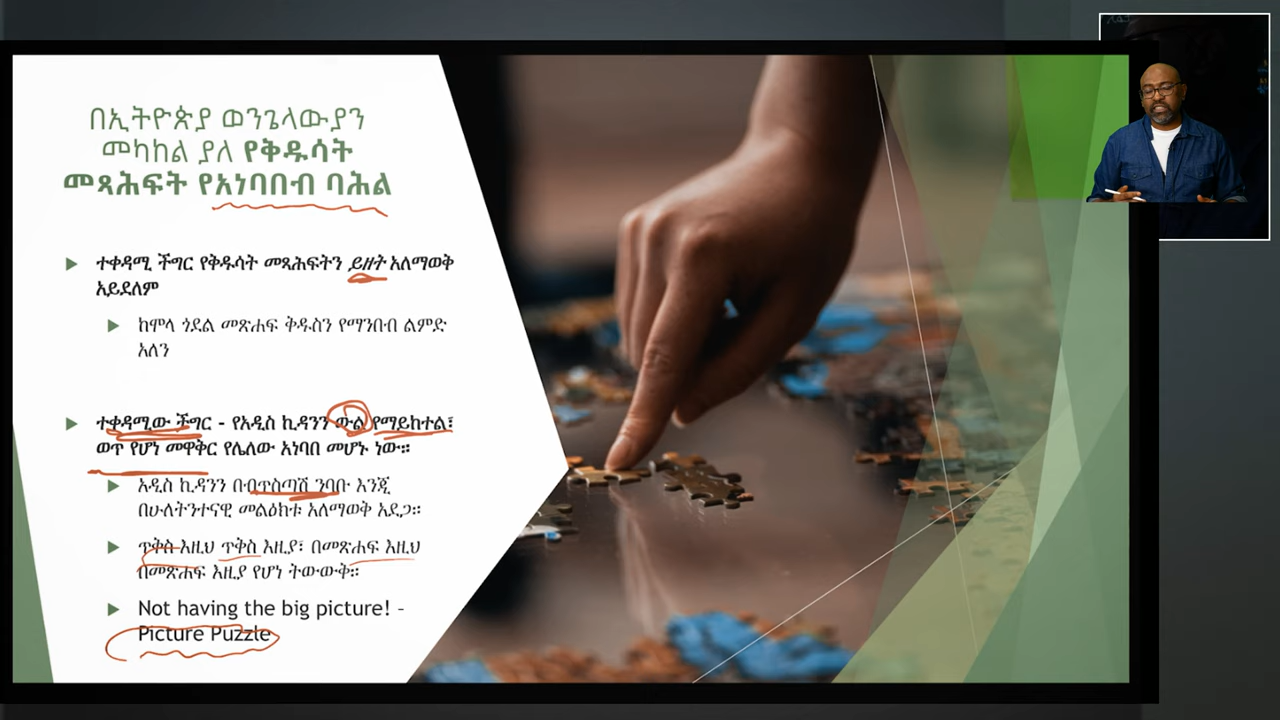 በኢትዮጵያ ወንጌላውያን
መካከል ያለ የቅዱሳት
መጻሕፍት የአነባበብ ባሕል
ተቀዳሚ ችግር የቅዱሳት መጻሕፍትን ይዘት አለማወቅ
አይደለም
ከሞላ ጎደል መጽሐፍ ቅዱስን የማንበብ ልምድ
አለን
ተቀዳሚው ችግር - የአዲስ ኪዳንን ውል የማይከተል፣
ወጥ የሆነ መዋቅር የሌለው አነባበ መሆኑ ነው።
አዲስ ኪዳንን በብጥስጣሽ ንባቡ እንጂ
በሁለትንተናዊ መልዕክቱ አለማወቅ አደጋ።
ጥቅስ እዚህ ጥቅስ እዚያ፣ በመጽሐፍ እዚህ
በመጽሐፍ እዚያ የሆነ ትውውቅ።
Not having the big picture! –
Picture Puzzle